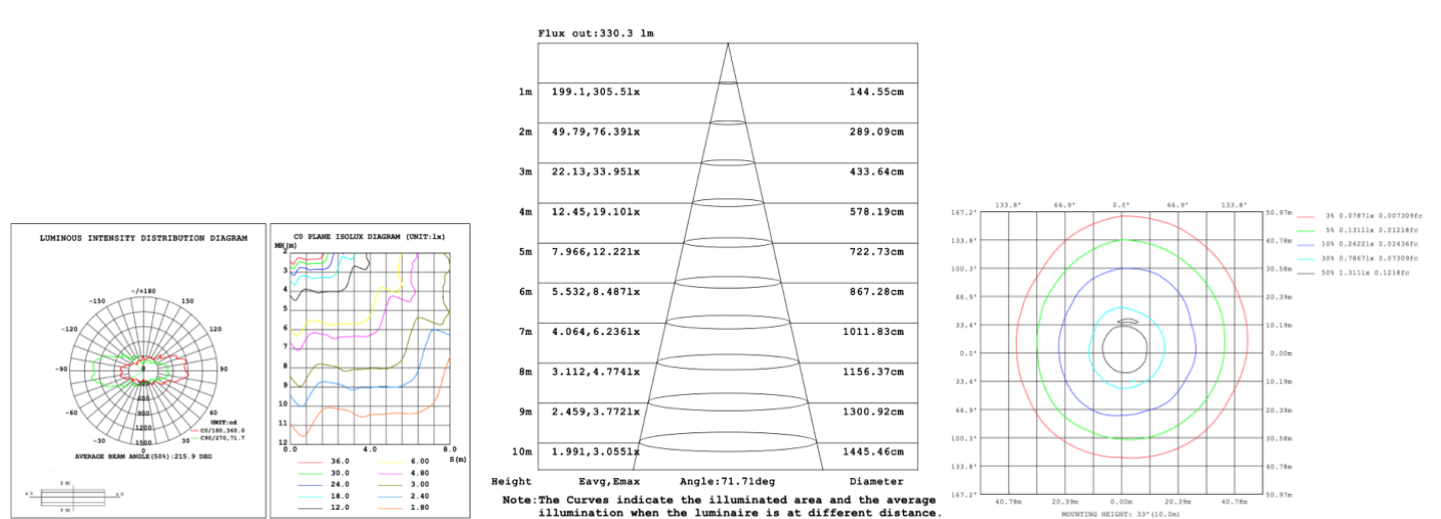 LUMINOUS INTENSITY DISTRIBUTION DIAGRAM
-/+180
-150 150
-120 120
-90 90
-60 60
-30 30
0
0
600
900
1200
1500
UNIT:cd
C0/180,360.0
C90/270,71.7
AVERAGE BEAM ANGLE(50%):215.9 DEG
C0 PLANE ISOLUX DIAGRAM (UNIT:lx)
MH(m)
2
3
4
5
6
7
8
9
10
11
12
0.0 4.0 8.0
S(m)
36.0 6.00
30.0 4.80
24.0 3.00
18.0 2.40
12.0 1.80
Flux out:330.3 lm
1m 199.1,305.5lx 144.55cm
2m 49.79,76.39lx 289.09cm
3m 22.13,33.95lx 433.64cm
4m 12.45,19.10lx 578.19cm
5m 7.966,12.22lx 722.73cm
6m 5.532,8.487lx 867.28cm
7m 4.064,6.236lx 1011.83cm
8m 3.112,4.774lx 1156.37cm
9m 2.459,3.772lx 1300.92cm
10m 1.991,3.055lx 1445.46cm
Height Eavg,Emax Angle:71.71deg Diameter
Note:The Curves indicate the illuminated area and the average
illumination when the luminaire is at different distance.
133.8° 66.9° 0.0° 66.9° 133.8°
167.2° 50.97m
133.8° 40.78m
100.3° 30.58m
66.9° 20.39m
33.4° 10.19m
0.0° 0.00m
33.4° 10.19m
66.9° 20.39m
100.3° 30.58m
133.8° 40.78m
167.2° 50.97m
40.78m 20.39m 0.00m 20.39m 40.78m
MOUNTING HEIGHT: 33"(10.0m)
3% 0.0787lx 0.007309fc
5% 0.1311lx 0.01218fc
10% 0.2622lx 0.02436fc
30% 0.7867lx 0.07309fc
50% 1.311lx 0.1218fc